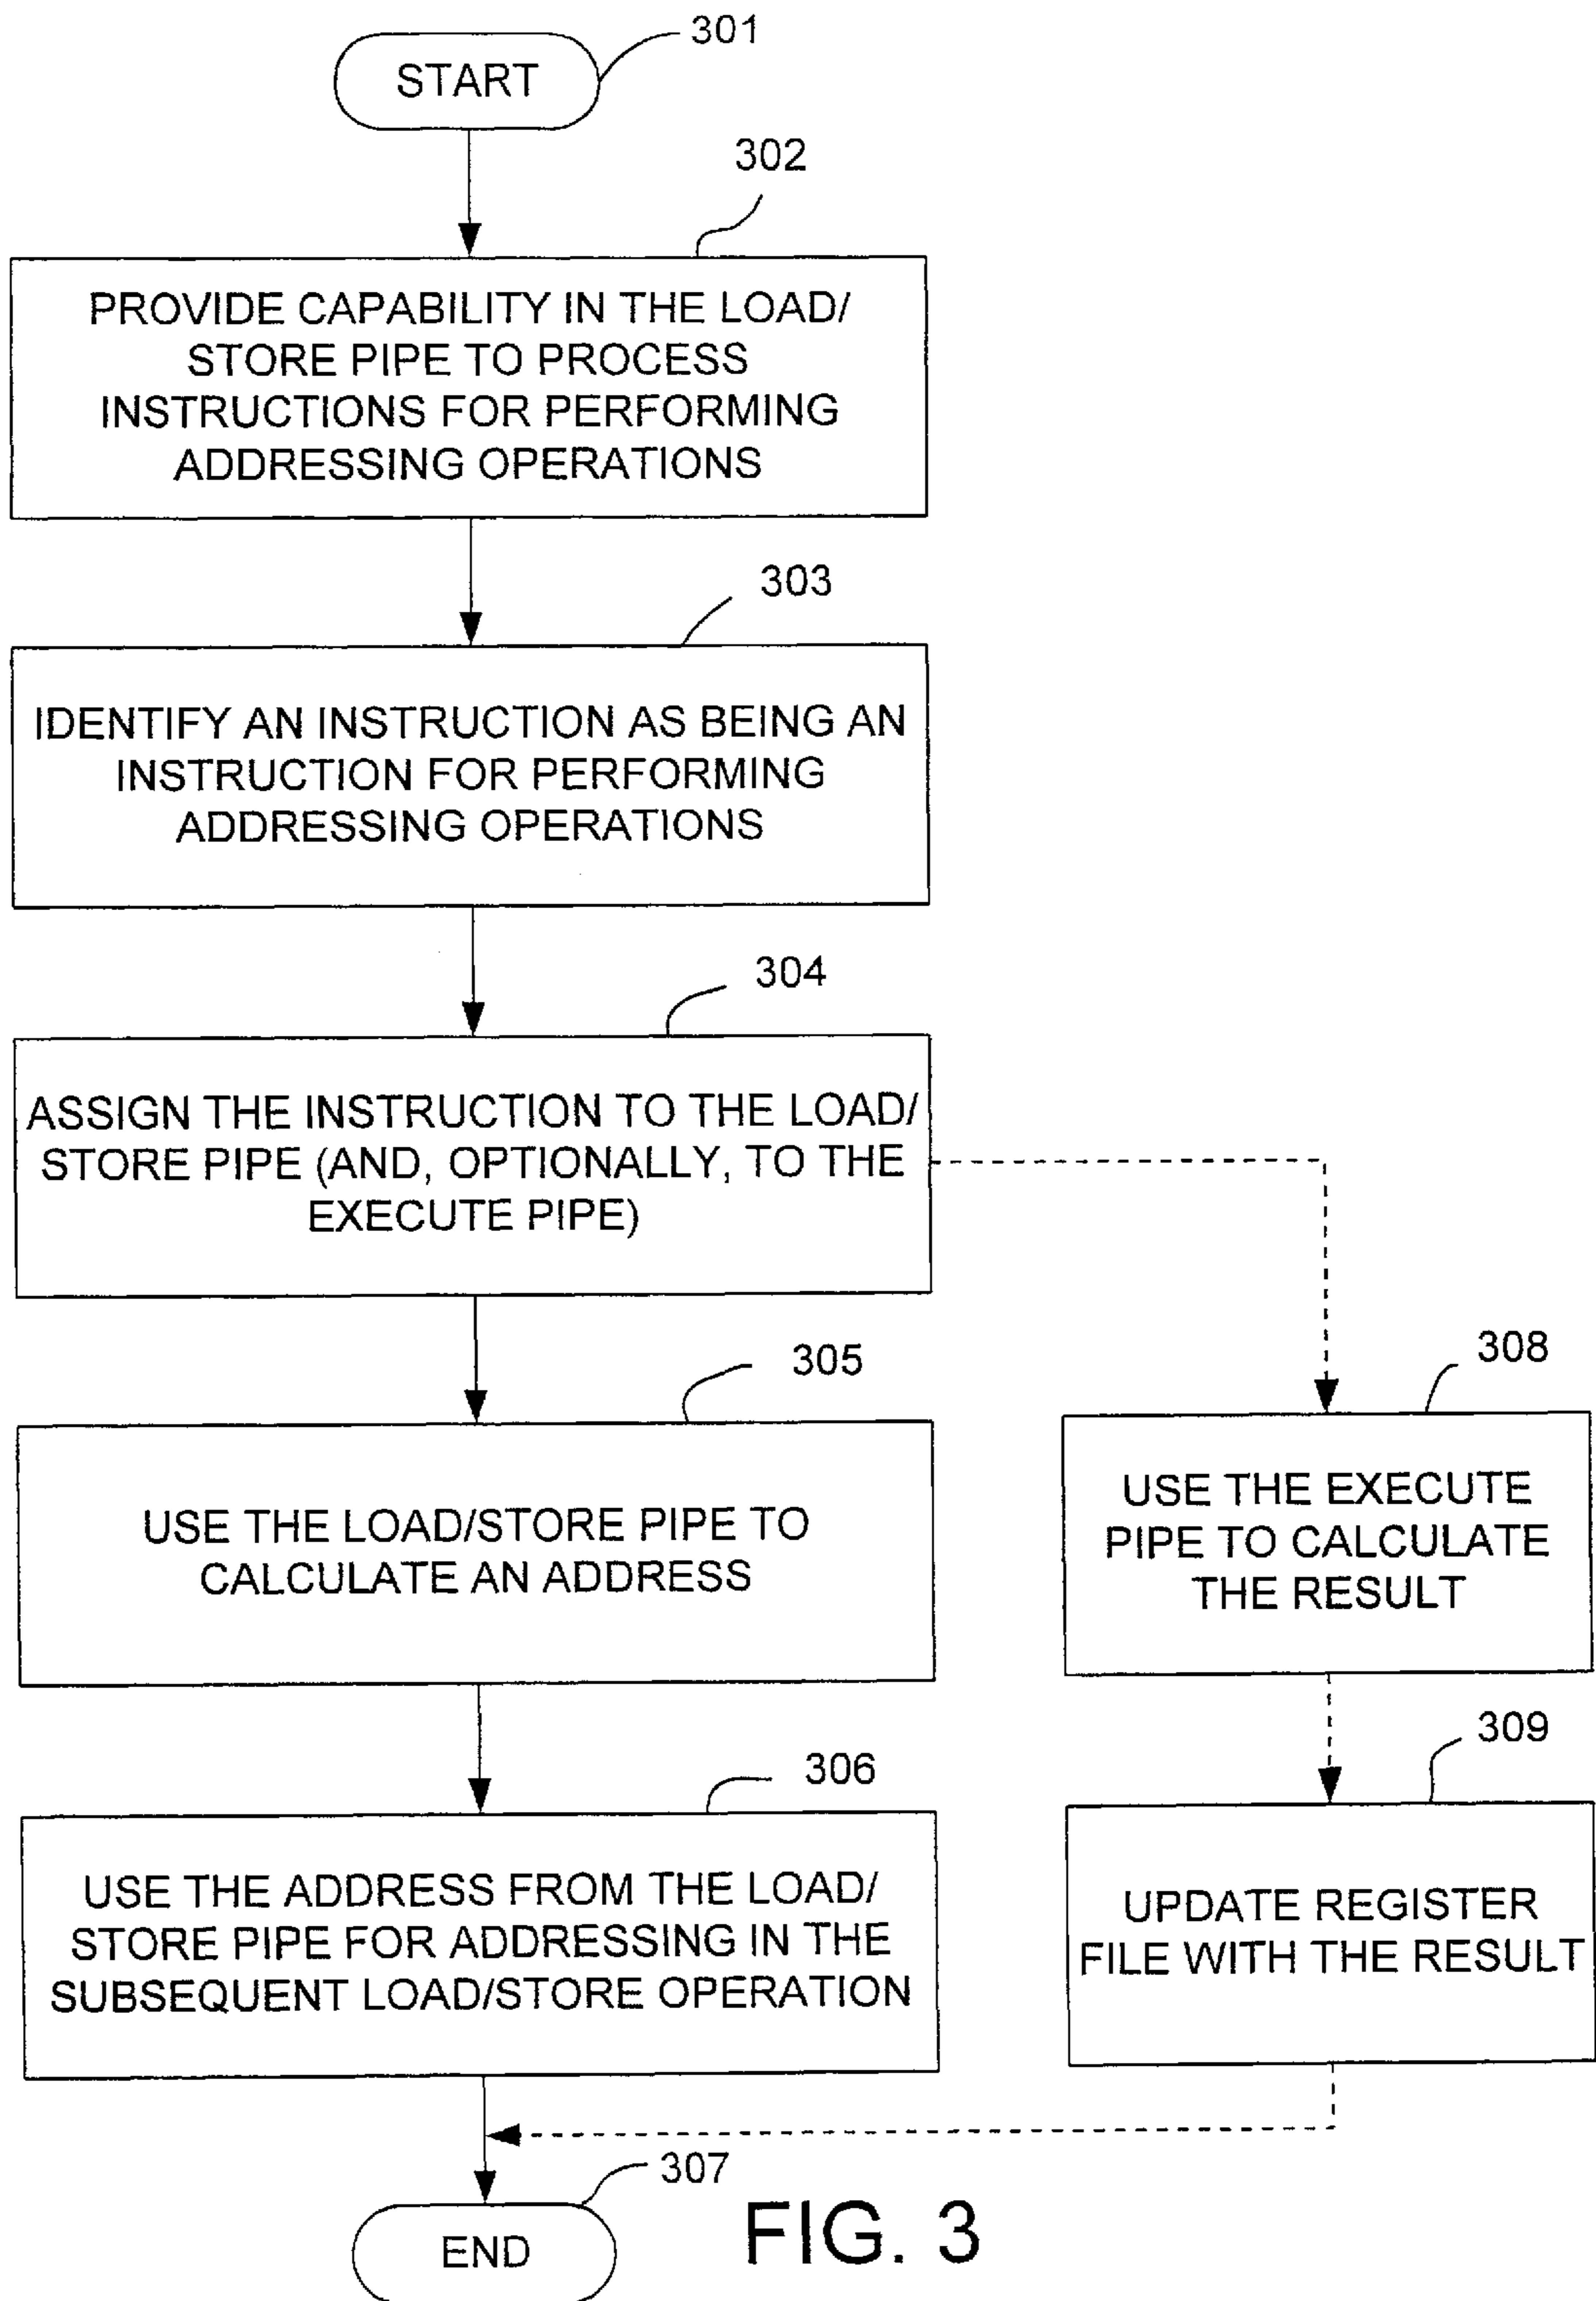 301
START
302
PROVIDE CAPABILITY IN THE LOAD/
STORE PIPE TO PROCESS
INSTRUCTIONS FOR PERFORMING
ADDRESSING OPERATIONS
303
IDENTIFY AN INSTRUCTION AS BEING AN
INSTRUCTION FOR PERFORMING
ADDRESSING OPERATIONS
304
ASSIGN THE INSTRUCTION TO THE LOAD/
STORE PIPE (AND, OPTIONALLY, TO THE
EXECUTE PIPE)
305
USE THE LOAD/STORE PIPE TO
CALCULATE AN ADDRESS
308
USE THE EXECUTE
PIPE TO CALCULATE
THE RESULT
306
USE THE ADDRESS FROM THE LOAD/
STORE PIPE FOR ADDRESSING IN THE
SUBSEQUENT LOAD/STORE OPERATION
309
UPDATE REGISTER
FILE WITH THE RESULT
307
END
FIG. 3